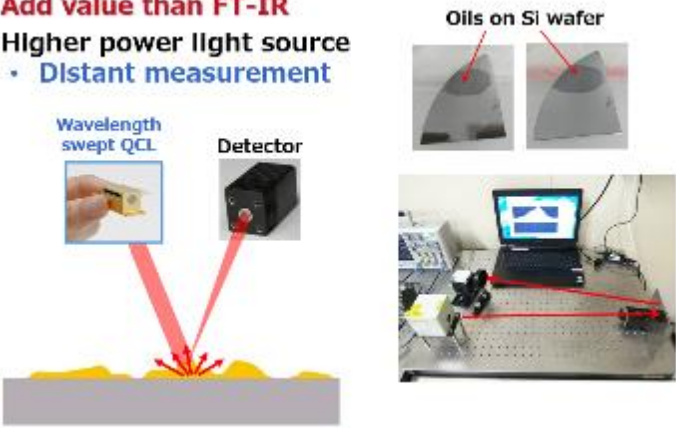 Add value than FT-IR
Higher power light source
• Distant measurement
Wavelength
swept QCL
Detector
Oils on Si wafer